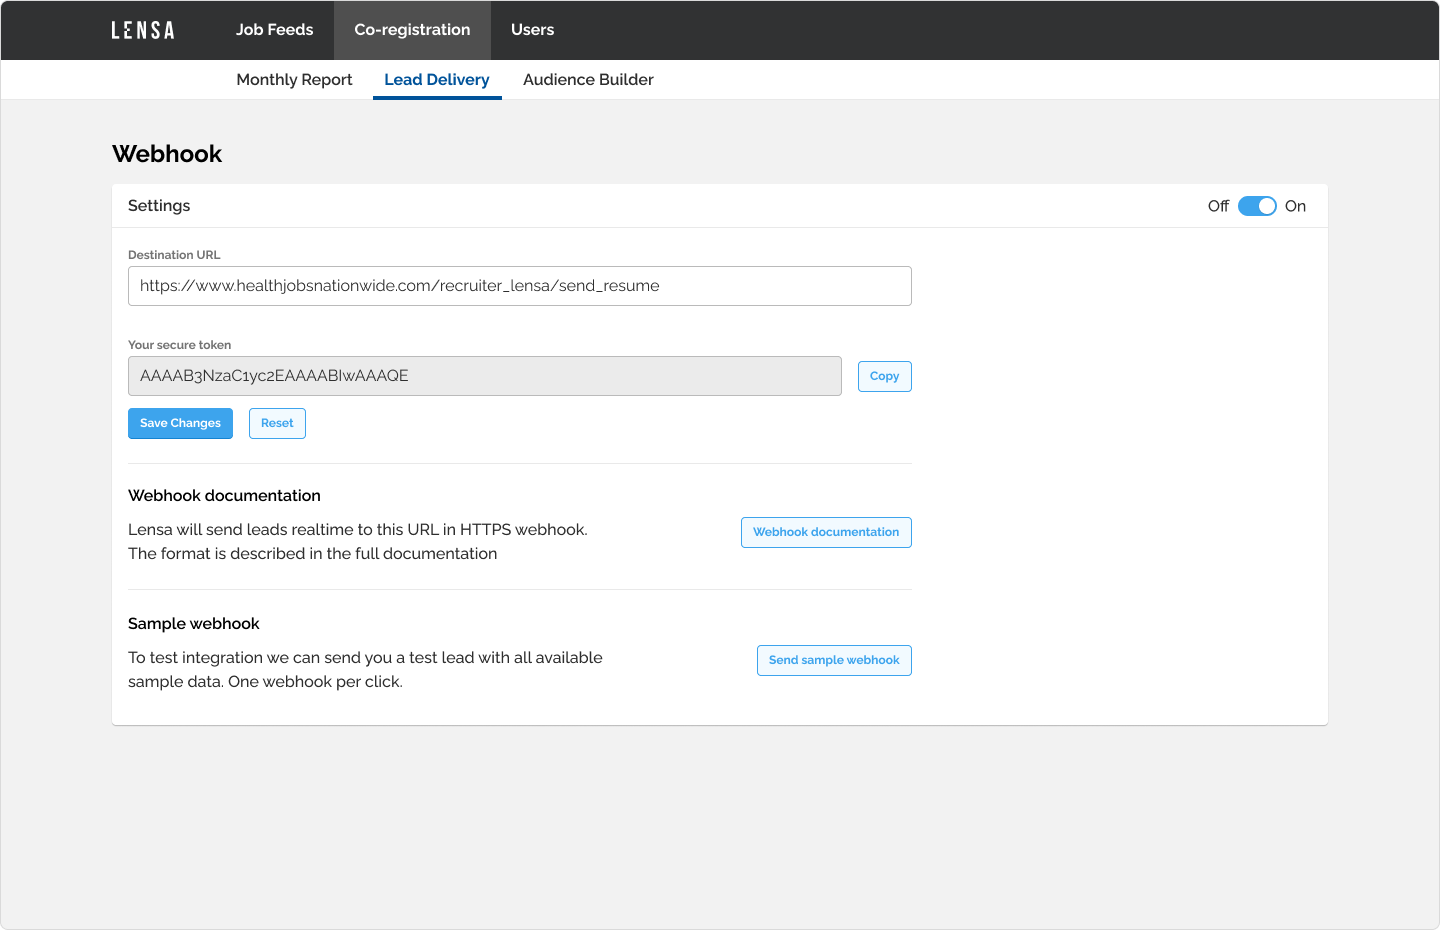 LENSA
Job Feeds
Co-registration
Users
Monthly Report
Lead Delivery
Audience Builder
Webhook
Settings
Off
On
Destination URL
https://www.healthjobsnationwide.com/recruiter_lensa/send_resume
Your secure token
AAAAB3NzaC1yc2EAAAABIwAAAQE
Copy
Save Changes
Reset
Webhook documentation
Lensa will send leads realtime to this URL in HTTPS webhook.
The format is described in the full documentation
Webhook documentation
Sample webhook
To test integration we can send you a test lead with all available
sample data. One webhook per click.
Send sample webhook